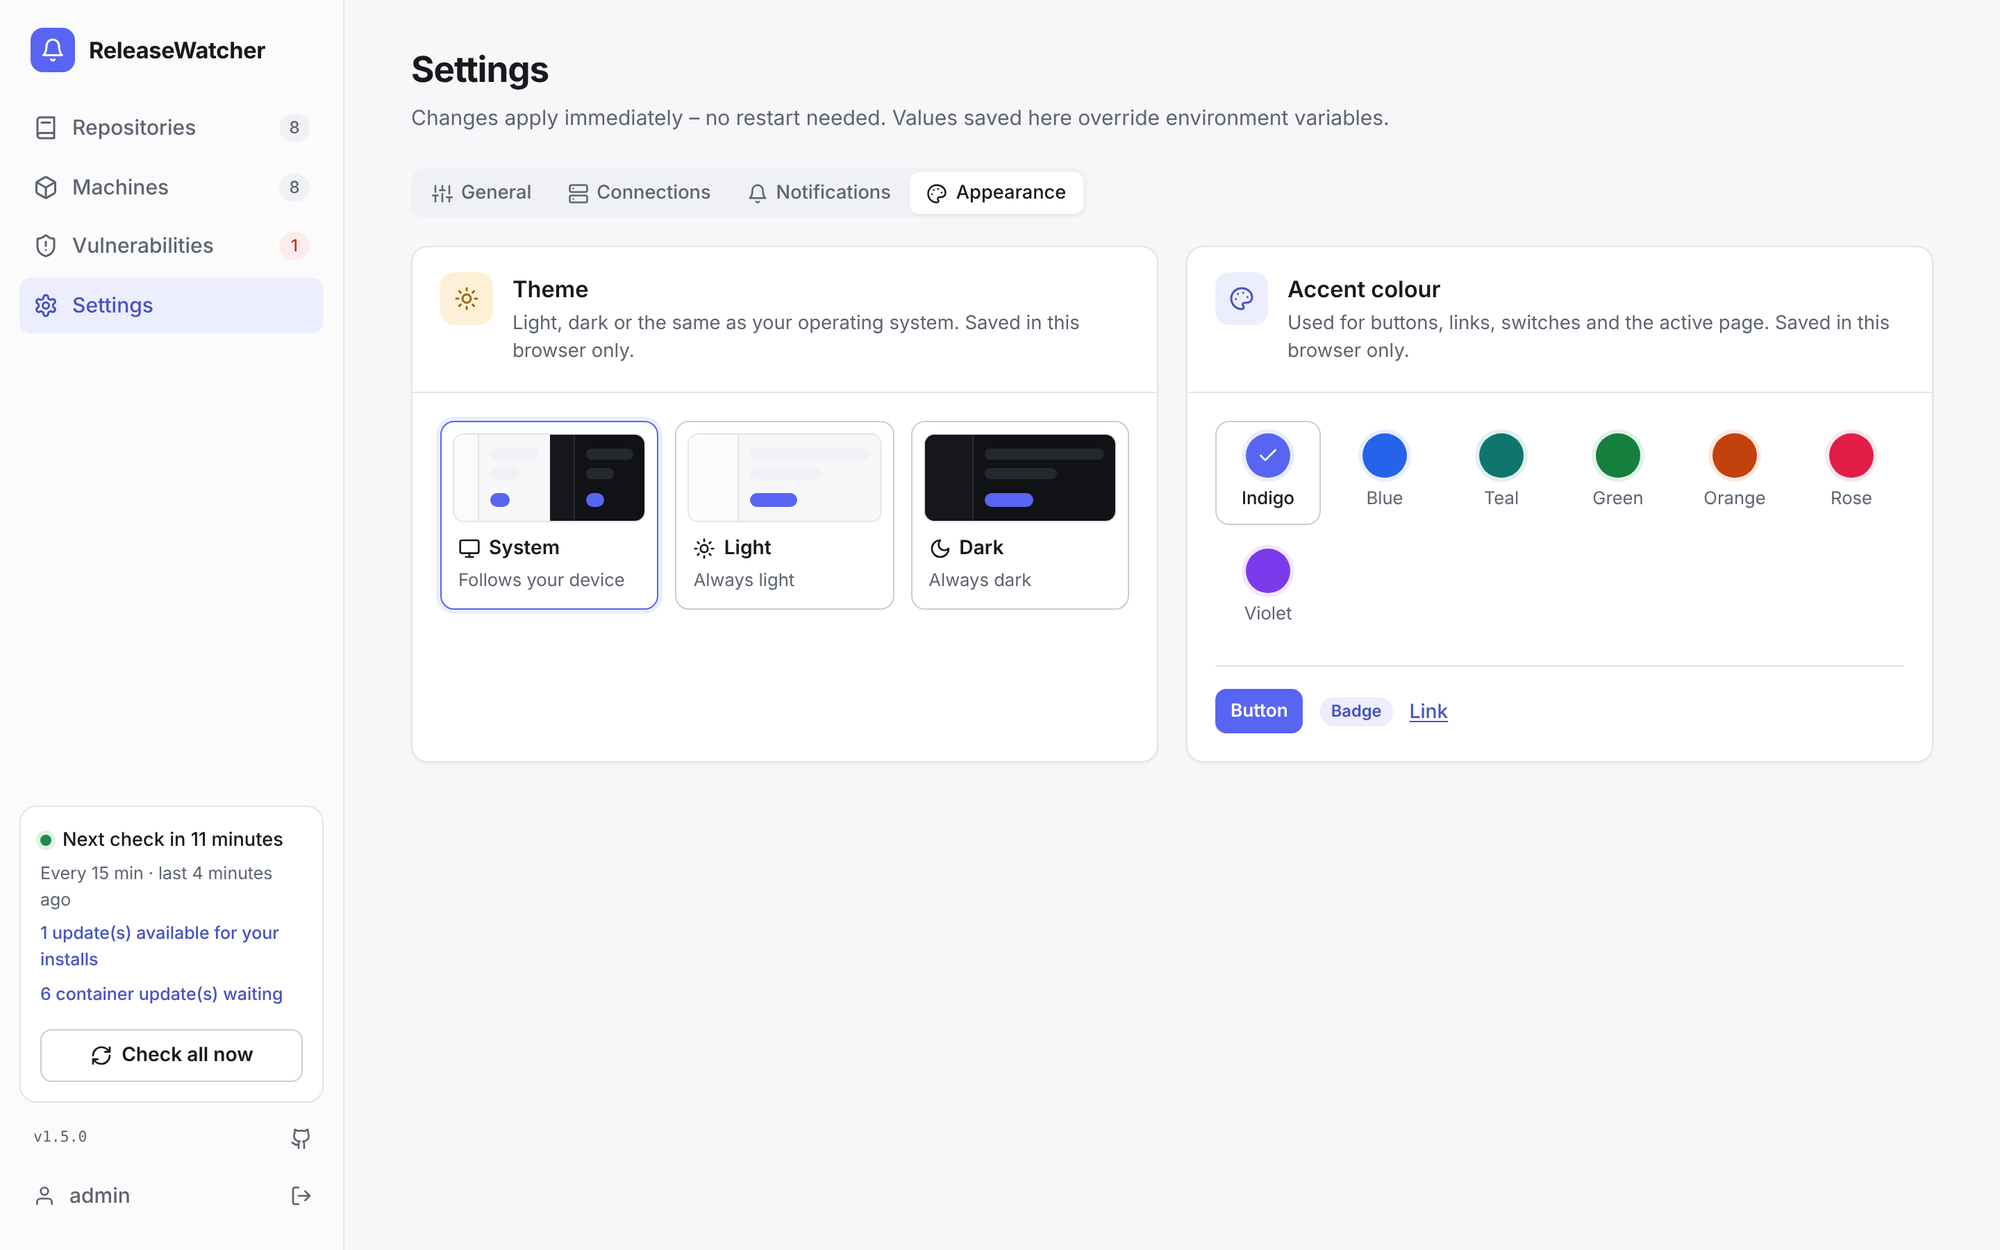 ReleaseWatcher
Repositories 8
Machines 8
Vulnerabilities 1
Settings
Next check in 11 minutes
Every 15 min · last 4 minutes
ago
1 update(s) available for your
installs
6 container update(s) waiting
Check all now
v1.5.0
admin
Settings
Changes apply immediately – no restart needed. Values saved here override environment variables.
General Connections Notifications Appearance
Theme
Light, dark or the same as your operating system. Saved in this
browser only.
System
Follows your device
Light
Always light
Dark
Always dark
Accent colour
Used for buttons, links, switches and the active page. Saved in this
browser only.
Indigo Blue Teal Green Orange Rose
Violet
Button Badge Link